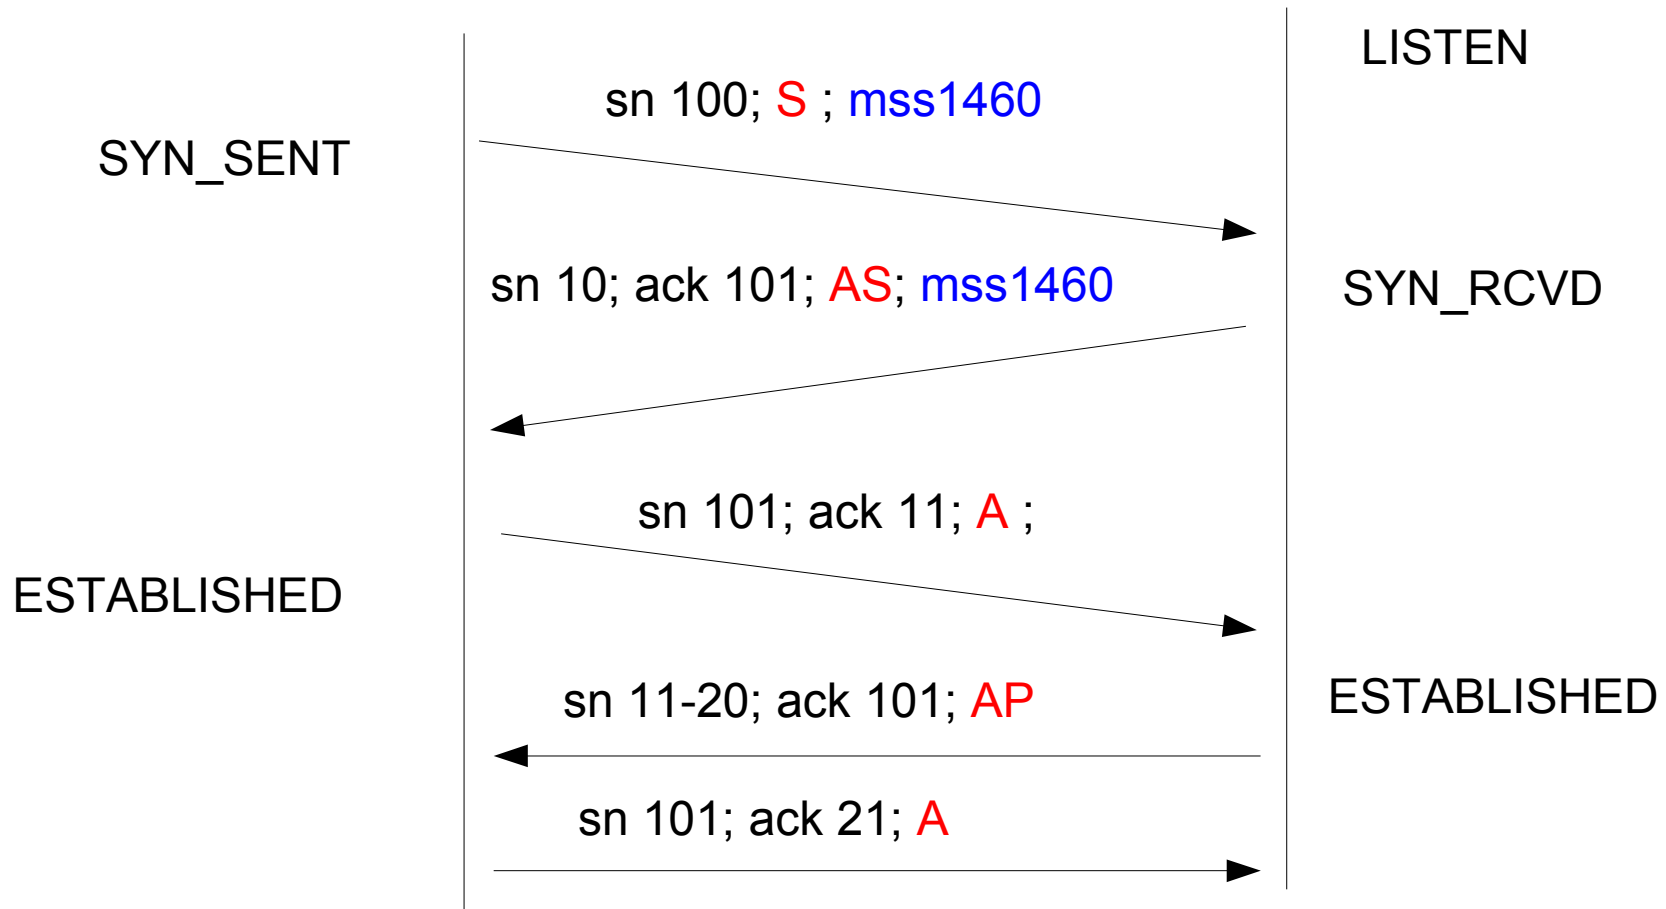 LISTEN
sn 100; S ; mss1460
SYN_SENT
sn 10; ack 101; AS; mss1460
SYN_RCVD
sn 101; ack 11; A ;
ESTABLISHED
sn 11-20; ack 101; AP
ESTABLISHED
sn 101; ack 21; A